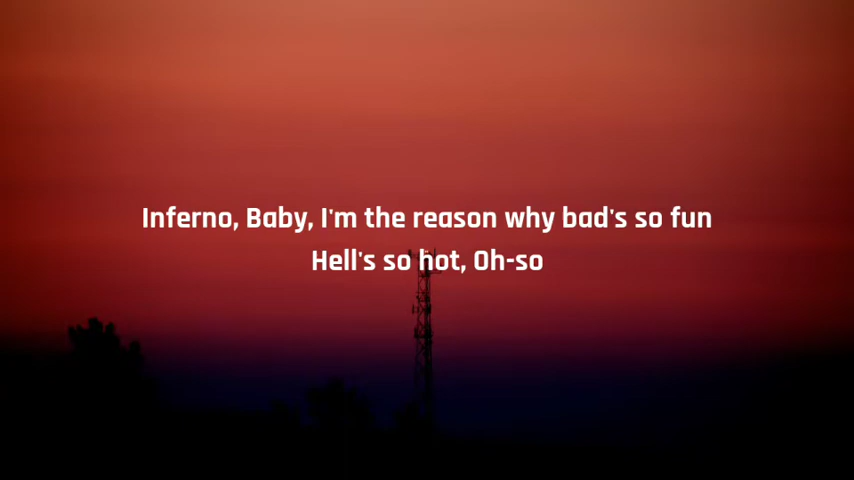 Inferno, Baby, I'm the reason why bad's so fun
Hell's so hot, Oh-so